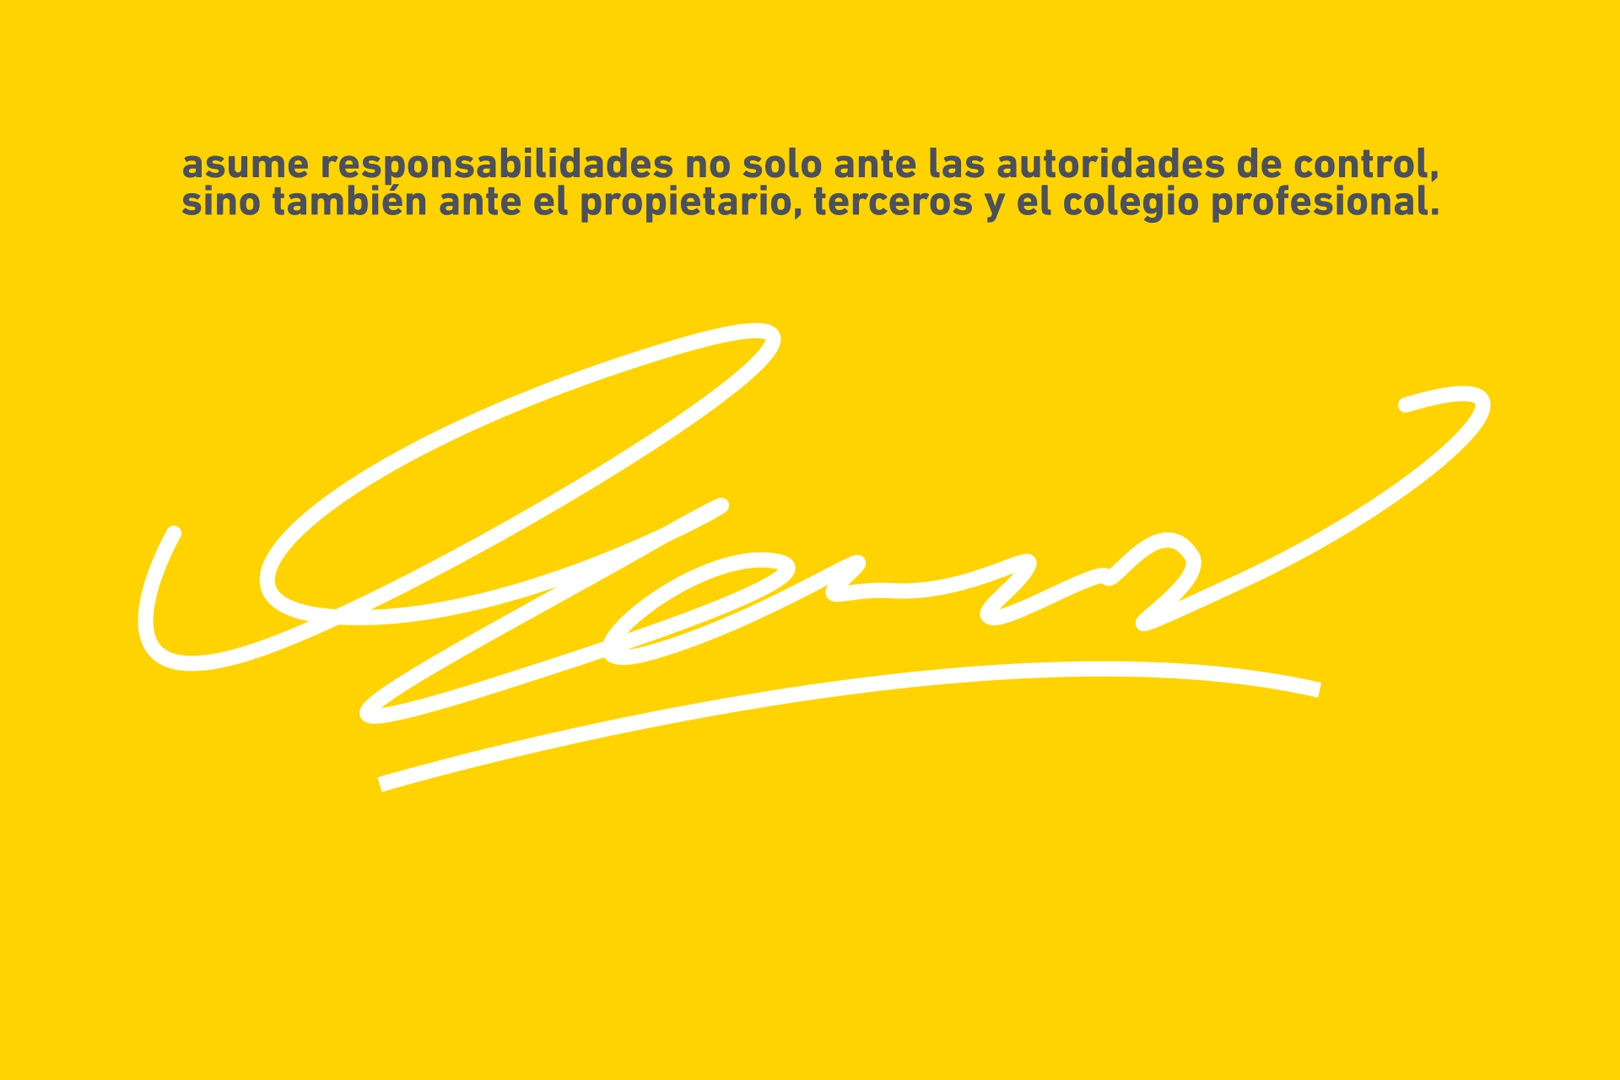 asume responsabilidades no solo ante las autoridades de control,
sino también ante el propietario, terceros y el colegio profesional.